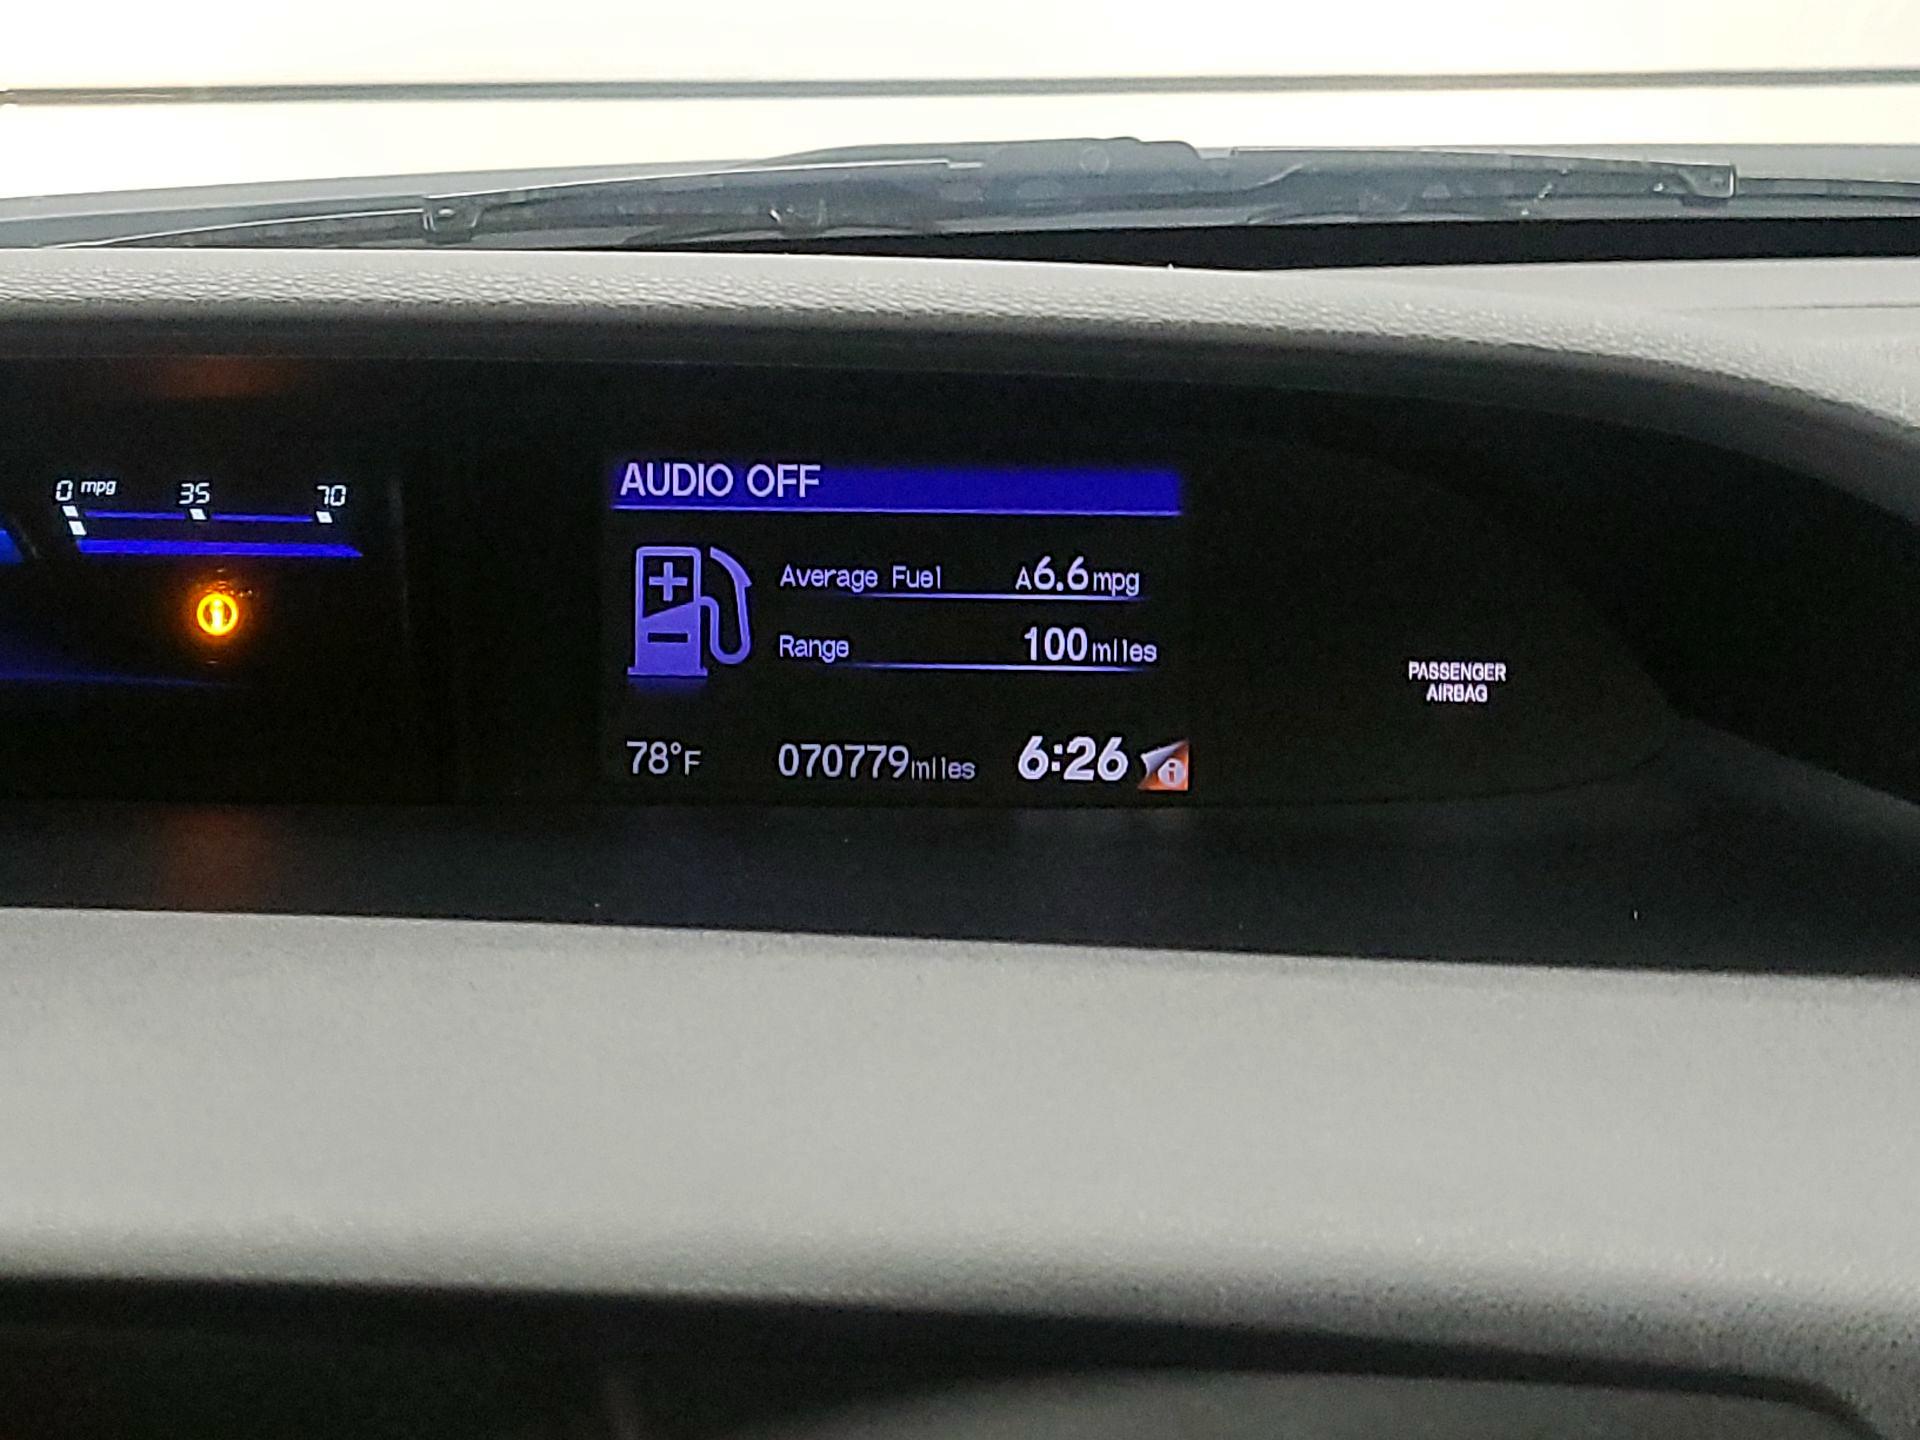 0 mpg 35 70
AUDIO OFF
Average Fuel A6.6mpg
Range 100miles
PASSENGER
AIRBAG
78°F 070779miles 6:26